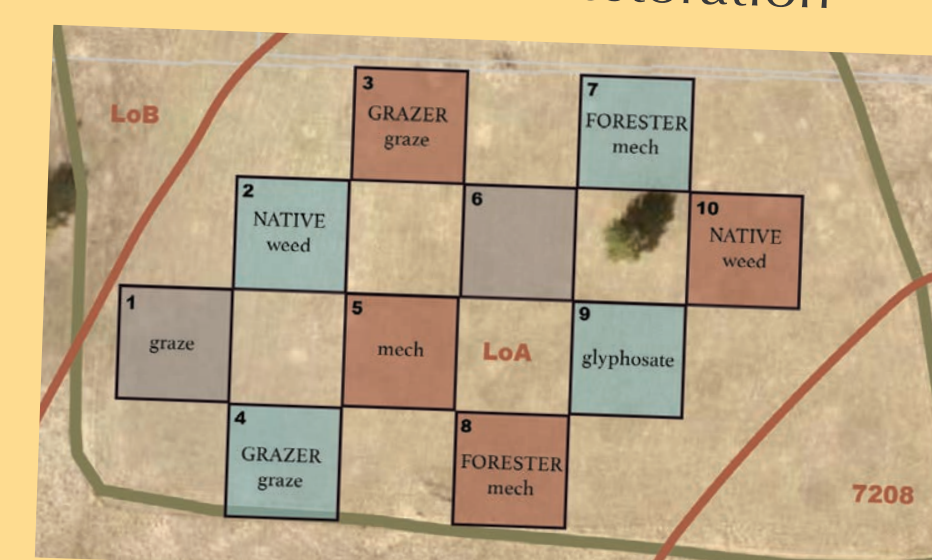 LoB
3
GRAZER
graze
7
FORESTER
mech
2
NATIVE
weed
6
10
NATIVE
weed
1
graze
5
mech
LoA
9
glyphosate
4
GRAZER
graze
8
FORESTER
mech
7208